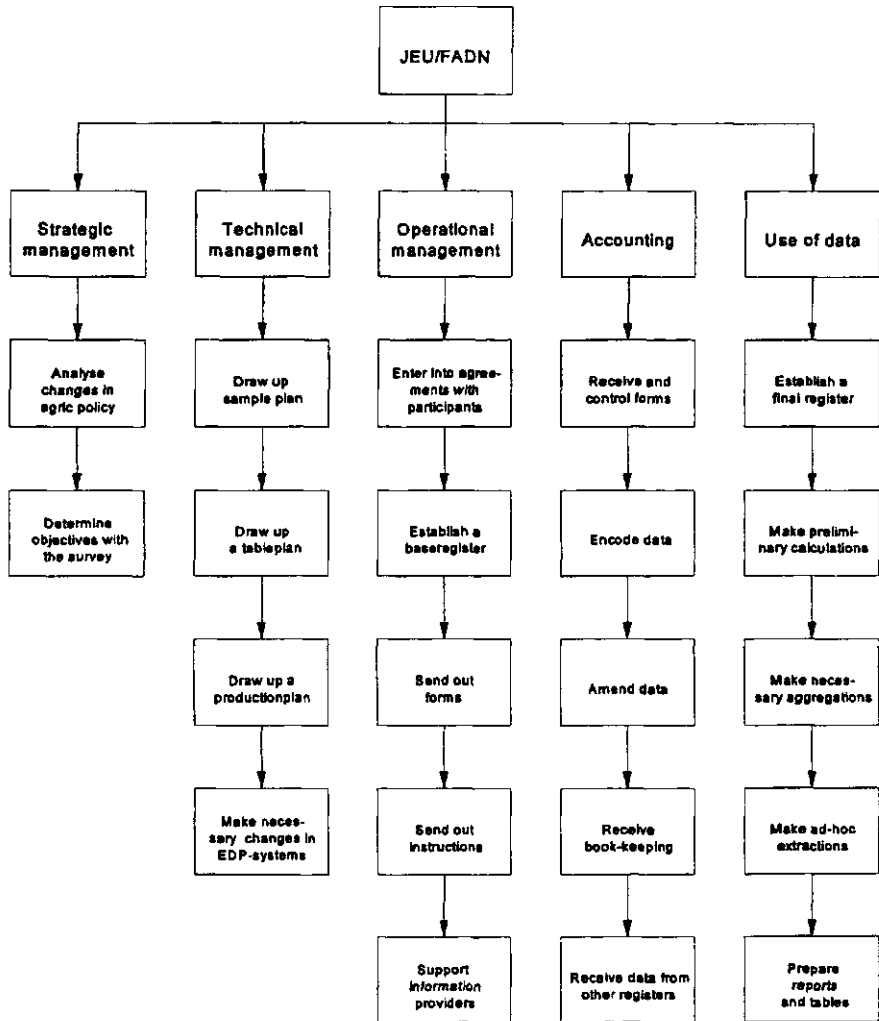 JEU/FADN
Strategic
management
Technical
management
Operational
management
Accounting
Use of data
Analyse
changes in
agric policy
Draw up
sample plan
Enter into agree-
ments with
participants
Receive and
control forms
Establish a
final register
Determine
objectives with
the survey
Draw up
a tableplan
Establish a
baseregister
Encode data
Make prelimi-
nary calculations
Draw up a
productionplan
Send out
forms
Amend data
Make neces-
sary aggregations
Make neces-
sary changes in
EDP-systems
Send out
instructions
Receive
book-keeping
Make ad-hoc
extractions
Support
information
providers
Receive data from
other registers
Prepare
reports
and tables